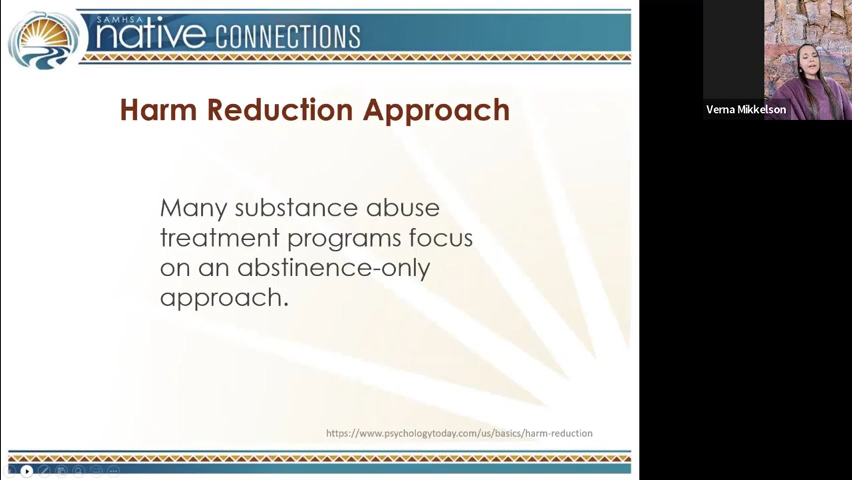 SAMHSA
native CONNECTIONS
Harm Reduction Approach
Many substance abuse
treatment programs focus
on an abstinence-only
approach.
https://www.psychologytoday.com/us/basics/harm-reduction
Verna Mikkelson